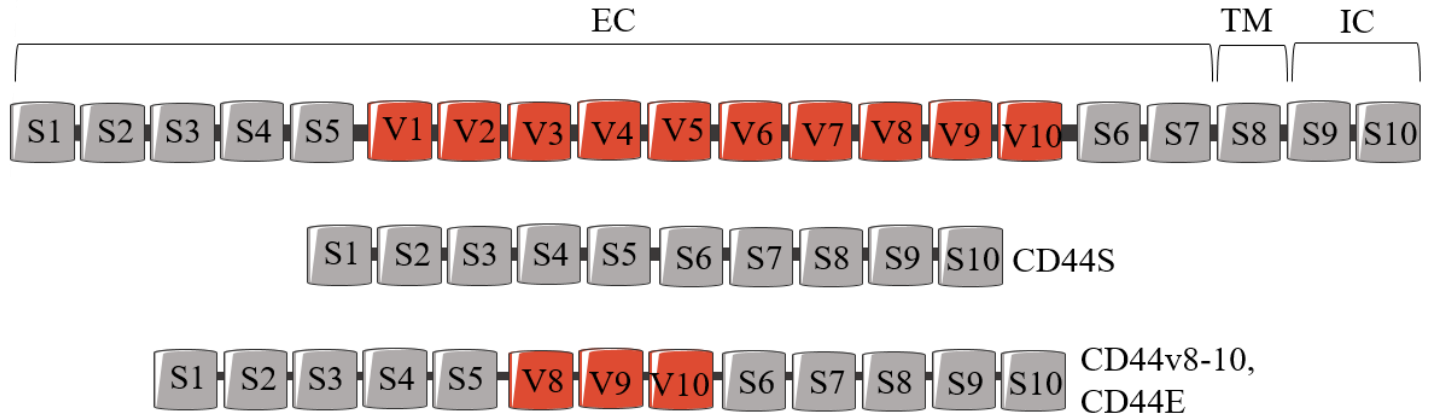 EC TM IC
S1 S2 S3 S4 S5 V1 V2 V3 V4 V5 V6 V7 V8 V9 V10 S6 S7 S8 S9 S10
S1 S2 S3 S4 S5 S6 S7 S8 S9 S10 CD44S
S1 S2 S3 S4 S5 V8 V9 V10 S6 S7 S8 S9 S10 CD44v8-10,
CD44E